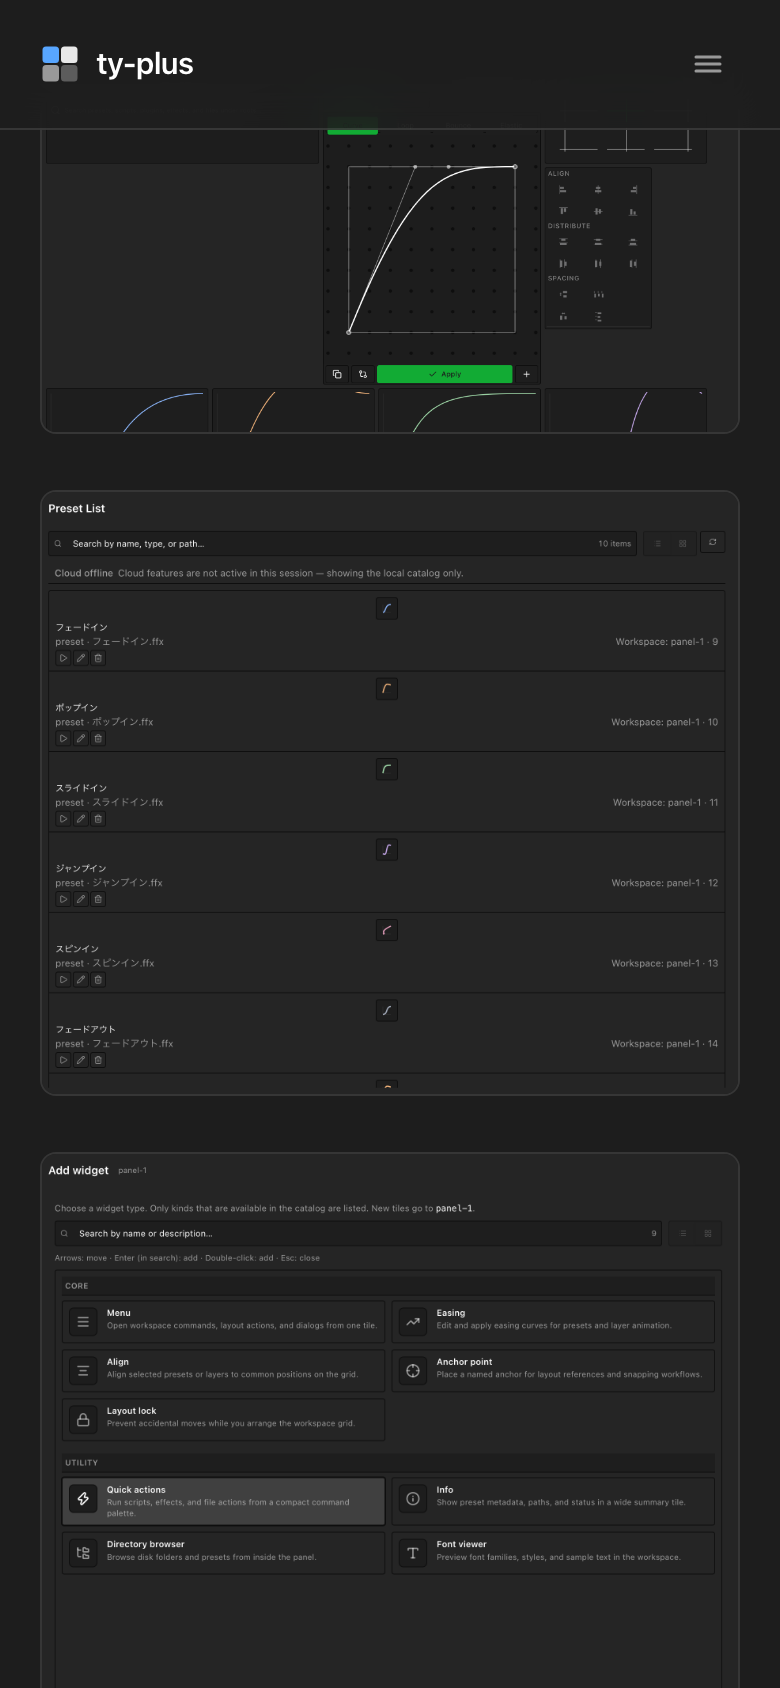 ty-plus
ALIGN
DISTRIBUTE
SPACING
Apply
Preset List
Search by name, type, or path...
10 items
Cloud offline Cloud features are not active in this session — showing the local catalog only.
フェードイン
preset · フェードイン.ffx
Workspace: panel-1 · 9
ポップイン
preset · ポップイン.ffx
Workspace: panel-1 · 10
スライドイン
preset · スライドイン.ffx
Workspace: panel-1 · 11
ジャンプイン
preset · ジャンプイン.ffx
Workspace: panel-1 · 12
スピンイン
preset · スピンイン.ffx
Workspace: panel-1 · 13
フェードアウト
preset · フェードアウト.ffx
Workspace: panel-1 · 14
Add widget panel-1
Choose a widget type. Only kinds that are available in the catalog are listed. New tiles go to panel-1.
Search by name or description...
9
Arrows: move · Enter (in search): add · Double-click: add · Esc: close
CORE
Menu
Open workspace commands, layout actions, and dialogs from one tile.
Easing
Edit and apply easing curves for presets and layer animation.
Align
Align selected presets or layers to common positions on the grid.
Anchor point
Place a named anchor for layout references and snapping workflows.
Layout lock
Prevent accidental moves while you arrange the workspace grid.
UTILITY
Quick actions
Run scripts, effects, and file actions from a compact command
palette.
Info
Show preset metadata, paths, and status in a wide summary tile.
Directory browser
Browse disk folders and presets from inside the panel.
Font viewer
Preview font families, styles, and sample text in the workspace.